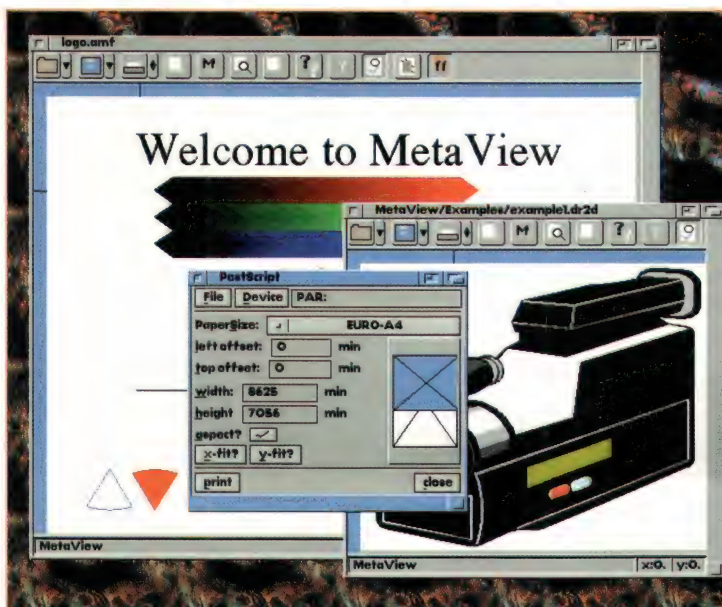 logo.amf
M ? ff
Welcome to MetaView
MetaView/Examples/example1.dr2d
M ?
PostScript
File Device PAR:
PaperSize: EURO-A4
left offset: 0 min
top offset: 0 min
width: 8625 min
height 7056 min
aspect?
x-fit? y-fit?
print close
MetaView
MetaView x:0. y:0.